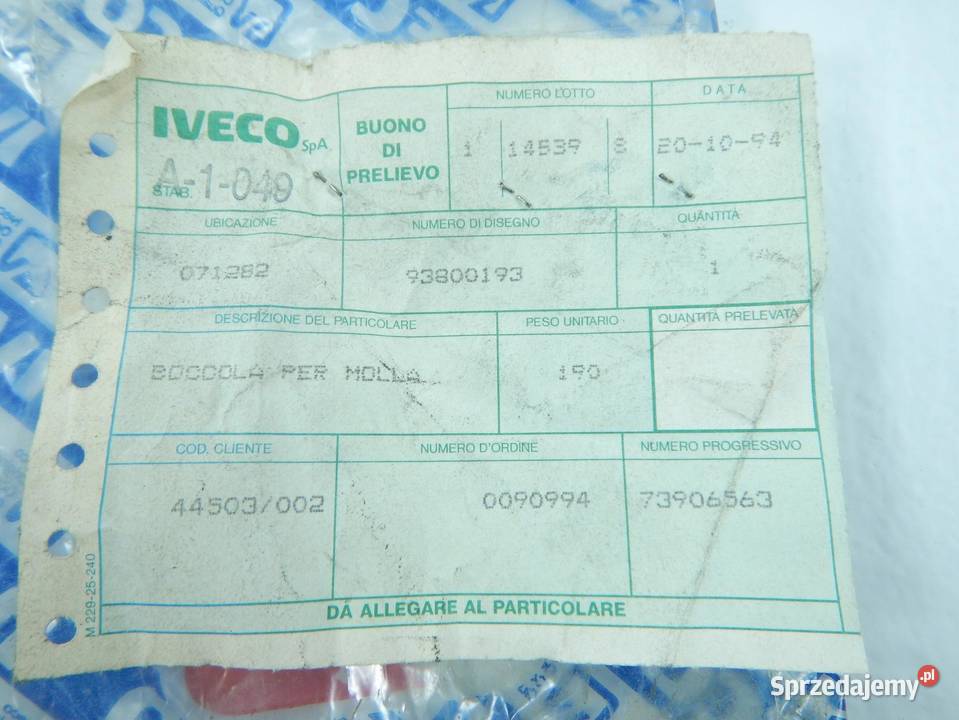 IVECO SpA
A-1-049
STAB.
BUONO
DI
PRELIEVO
NUMERO LOTTO
1 14539 8
DATA
20-10-94
UBICAZIONE
071282
NUMERO DI DISEGNO
93800193
QUANTITÀ
1
DESCRIZIONE DEL PARTICOLARE
BOCCOLA PER MOLLA
PESO UNITARIO
190
QUANTITÀ PRELEVATA
COD. CLIENTE
44503/002
NUMERO D'ORDINE
0090994
NUMERO PROGRESSIVO
73906563
M 229-25-240
DA ALLEGARE AL PARTICOLARE
Sprzedajemy.pl